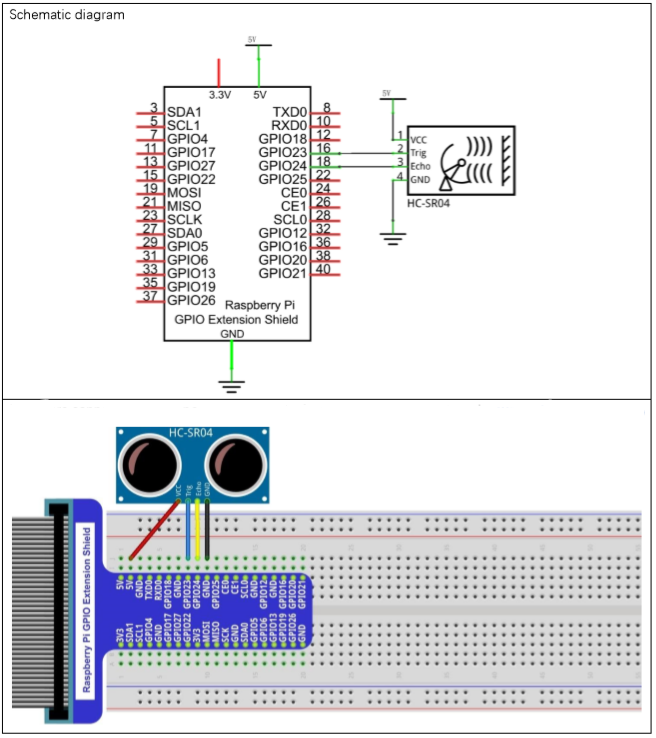 Schematic diagram
5V
3.3V 5V
3 SDA1 TXD0 8
5 SCL1 RXD0 10
7 GPIO4 GPIO18 12
11 GPIO17 GPIO23 16
13 GPIO27 GPIO24 18
15 GPIO22 GPIO25 22
19 MOSI CE0 24
21 MISO CE1 26
23 SCLK SCL0 28
27 SDA0 GPIO12 32
29 GPIO5 GPIO16 36
31 GPIO6 GPIO20 38
33 GPIO13 GPIO21 40
35 GPIO19
37 GPIO26
Raspberry Pi
GPIO Extension Shield
GND
5V
1 VCC
2 Trig
3 Echo
4 GND
HC-SR04
HC-SR04
VCC Trig Echo GND
Raspberry Pi GPIO Extension Shield
5V 5V GND TXD0 RXD0 GPIO18 GND GPIO23 GPIO24 GND GPIO25 CE0 CE1 SCL0 GND GPIO12 GND GPIO16 GPIO20 GPIO21
3V3 SDA1 SCL1 GPIO4 GND GPIO17 GPIO27 GPIO22 3V3 MOSI MISO SCK GND SDA0 GPIO5 GPIO6 GPIO13 GPIO19 GPIO26 GND